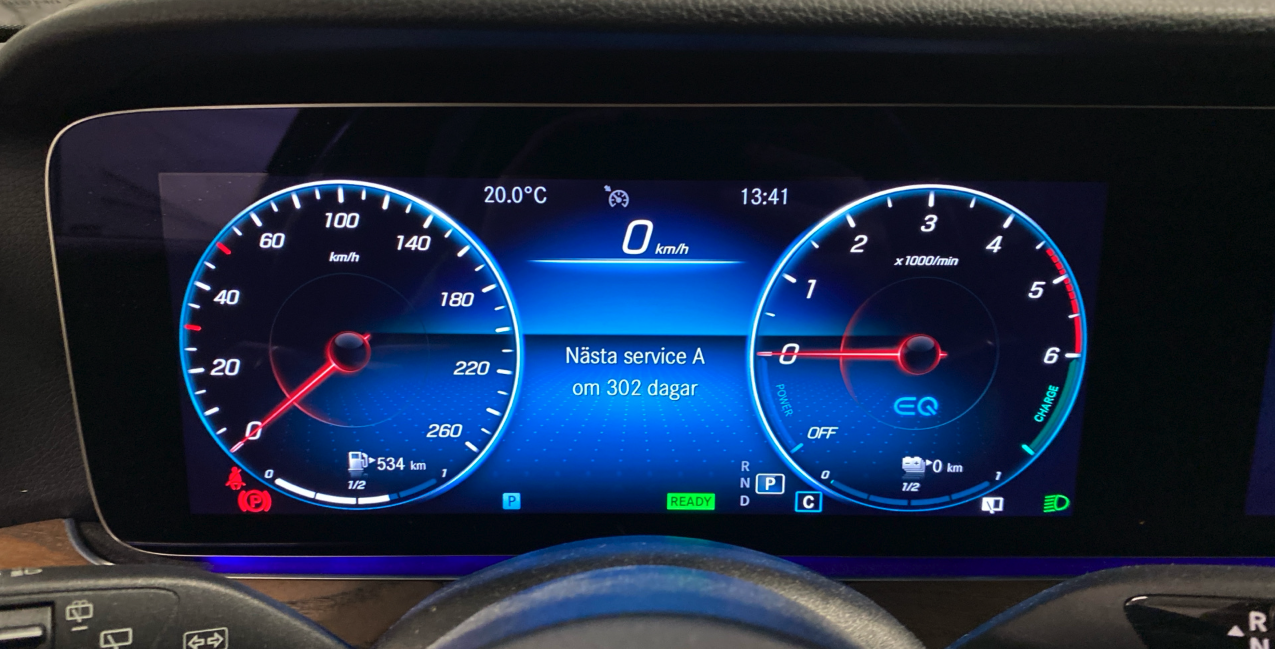 20.0°C
13:41
0 km/h
100
60
140
km/h
40
180
20
220
0
260
534 km
0
1/2
1
3
2
4
x1000/min
1
5
0
6
POWER
CHARGE
EQ
OFF
0 km
0
1/2
1
Nästa service A
om 302 dagar
P
P
READY
R
N
D
P
C
R
N